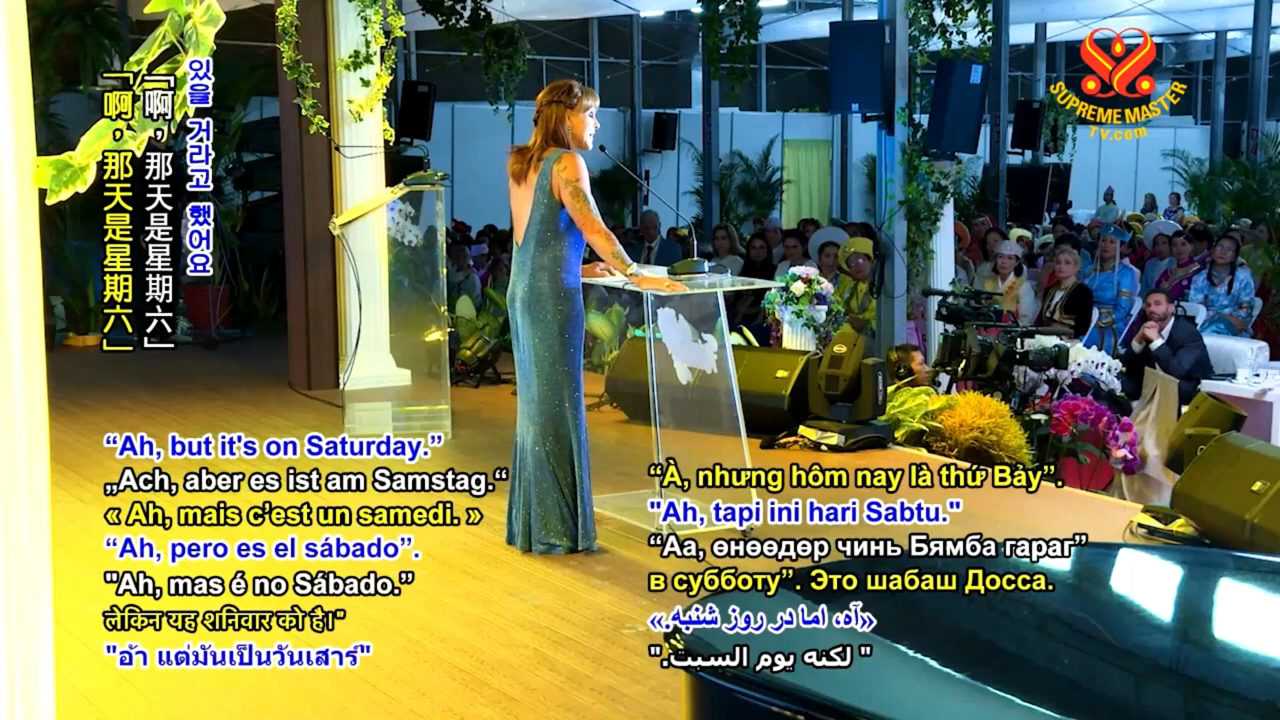 있을 거라고 했어요
「啊，那天是星期六」
「啊，那天是星期六」
SUPREME MASTER
TV.com
“Ah, but it's on Saturday.”
„Ach, aber es ist am Samstag.“
« Ah, mais c’est un samedi. »
“Ah, pero es el sábado”.
"Ah, mas é no Sábado.”
लेकिन यह शनिवार को है।"
"อ้า แต่มันเป็นวันเสาร์"
“À, nhưng hôm nay là thứ Bảy”.
"Ah, tapi ini hari Sabtu."
“Аа, өнөөдөр чинь Бямба гараг”
в субботу”. Это шабаш Досса.
«آه، اما در روز شنبه.»
" لكنه يوم السبت."